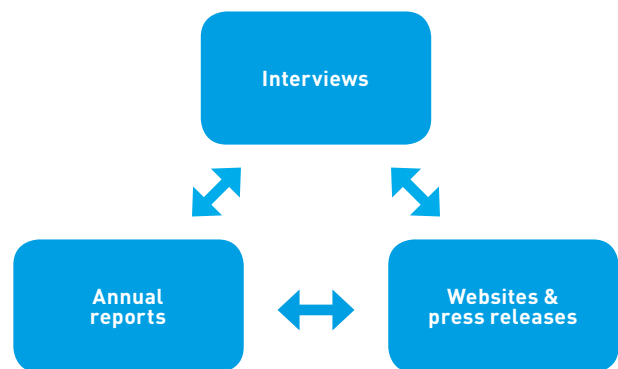 Interviews
Annual
reports
Websites &
press releases